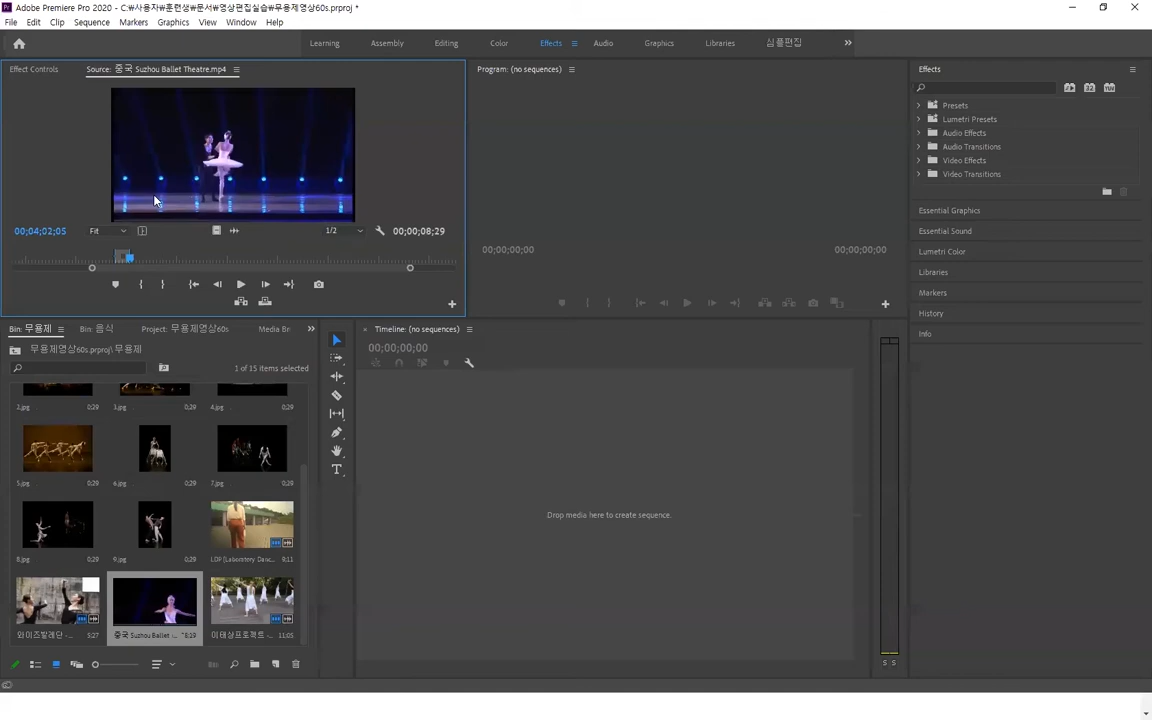 Adobe Premiere Pro 2020 - C:₩사용자₩훈련생₩문서₩영상편집실습₩무용제영상60s.prproj *
File Edit Clip Sequence Markers Graphics View Window Help
Learning Assembly Editing Color Effects Audio Graphics Libraries 심플편집
Effect Controls Source: 중국 Suzhou Ballet Theatre.mp4
Program: (no sequences)
Effects
Presets
Lumetri Presets
Audio Effects
Audio Transitions
Video Effects
Video Transitions
Essential Graphics
Essential Sound
Lumetri Color
Libraries
Markers
History
Info
00;04;02;05 Fit 1/2 00;00;08;29
00;00;00;00 00;00;00;00
Bin: 무용제 Bin: 음식 Project: 무용제영상60s Media Br
무용제영상60s.prproj₩무용제
1 of 15 items selected
2.jpg 0;29 3.jpg 0;29 4.jpg 0;29
5.jpg 0;29 6.jpg 0;29 7.jpg 0;29
8.jpg 0;29 9.jpg 0;29 LDP (Laboratory Danc... 9;11
와이즈발레단 -... 5;27 중국 Suzhou Ballet 8;29 이태상프로젝트 -... 11;05
Timeline: (no sequences)
00;00;00;00
Drop media here to create sequence.
S S